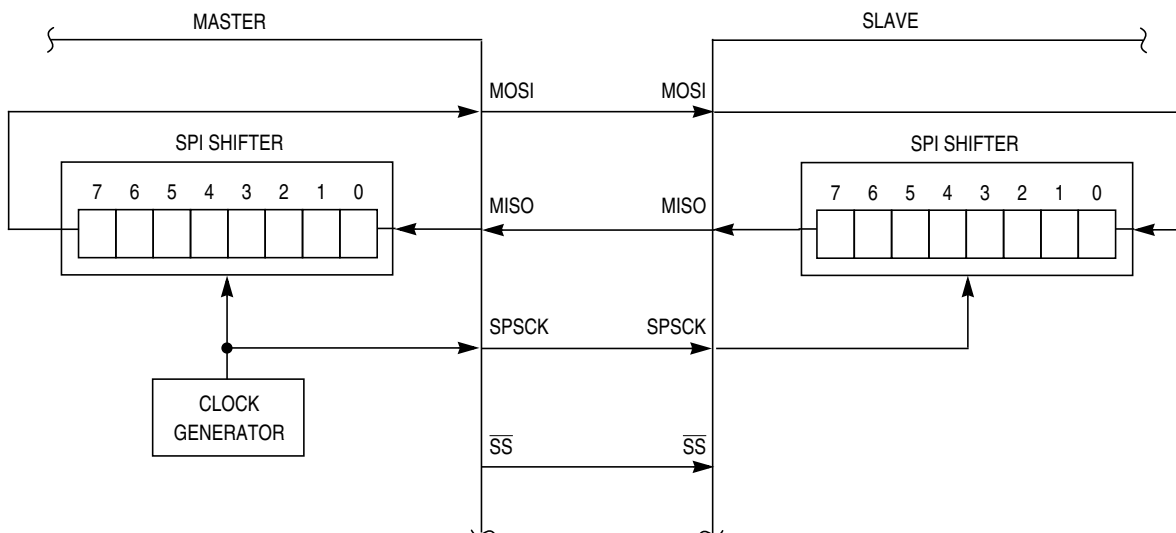 MASTER
SLAVE
MOSI MOSI
SPI SHIFTER
SPI SHIFTER
7 6 5 4 3 2 1 0
7 6 5 4 3 2 1 0
MISO MISO
SPSCK SPSCK
CLOCK
GENERATOR
SS SS